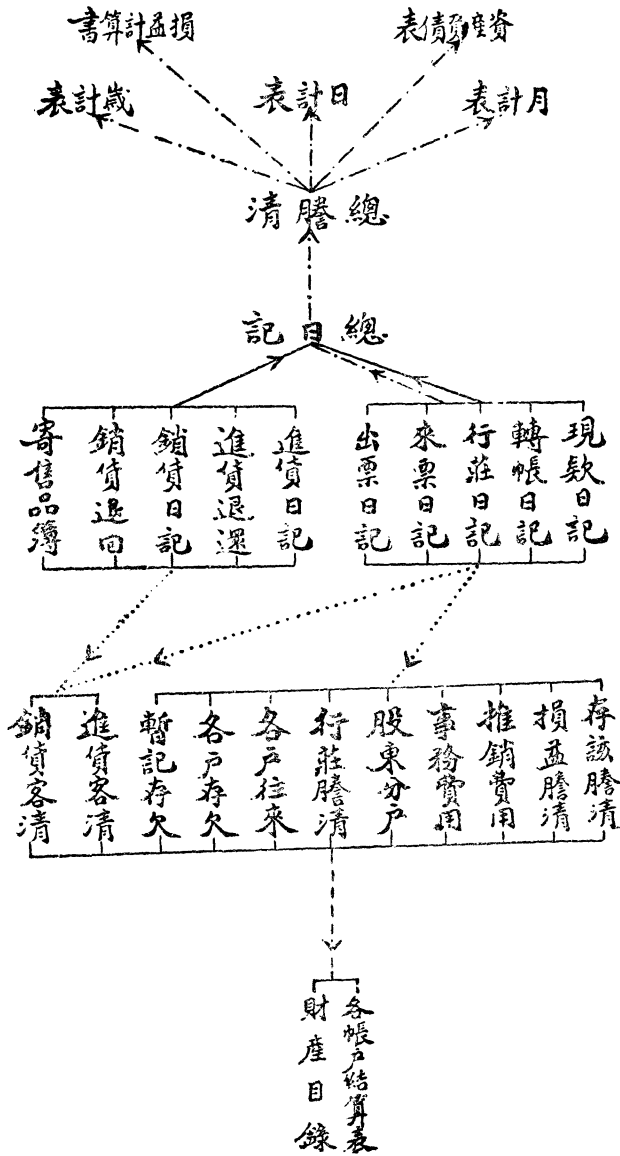 資產負債表
損益計算書
月計表
日計表
歲計表
總謄清
總日記
現款日記
轉帳日記
行莊日記
來票日記
出票日記
進貨日記
進貨退還
銷貨日記
銷貨退回
寄售品簿
存該謄清
損益謄清
推銷費用
事務費用
股東分戶
行莊謄清
各戶往來
各戶存欠
暫記存欠
進貨客清
銷貨客清
各帳戶結算表
財產目錄